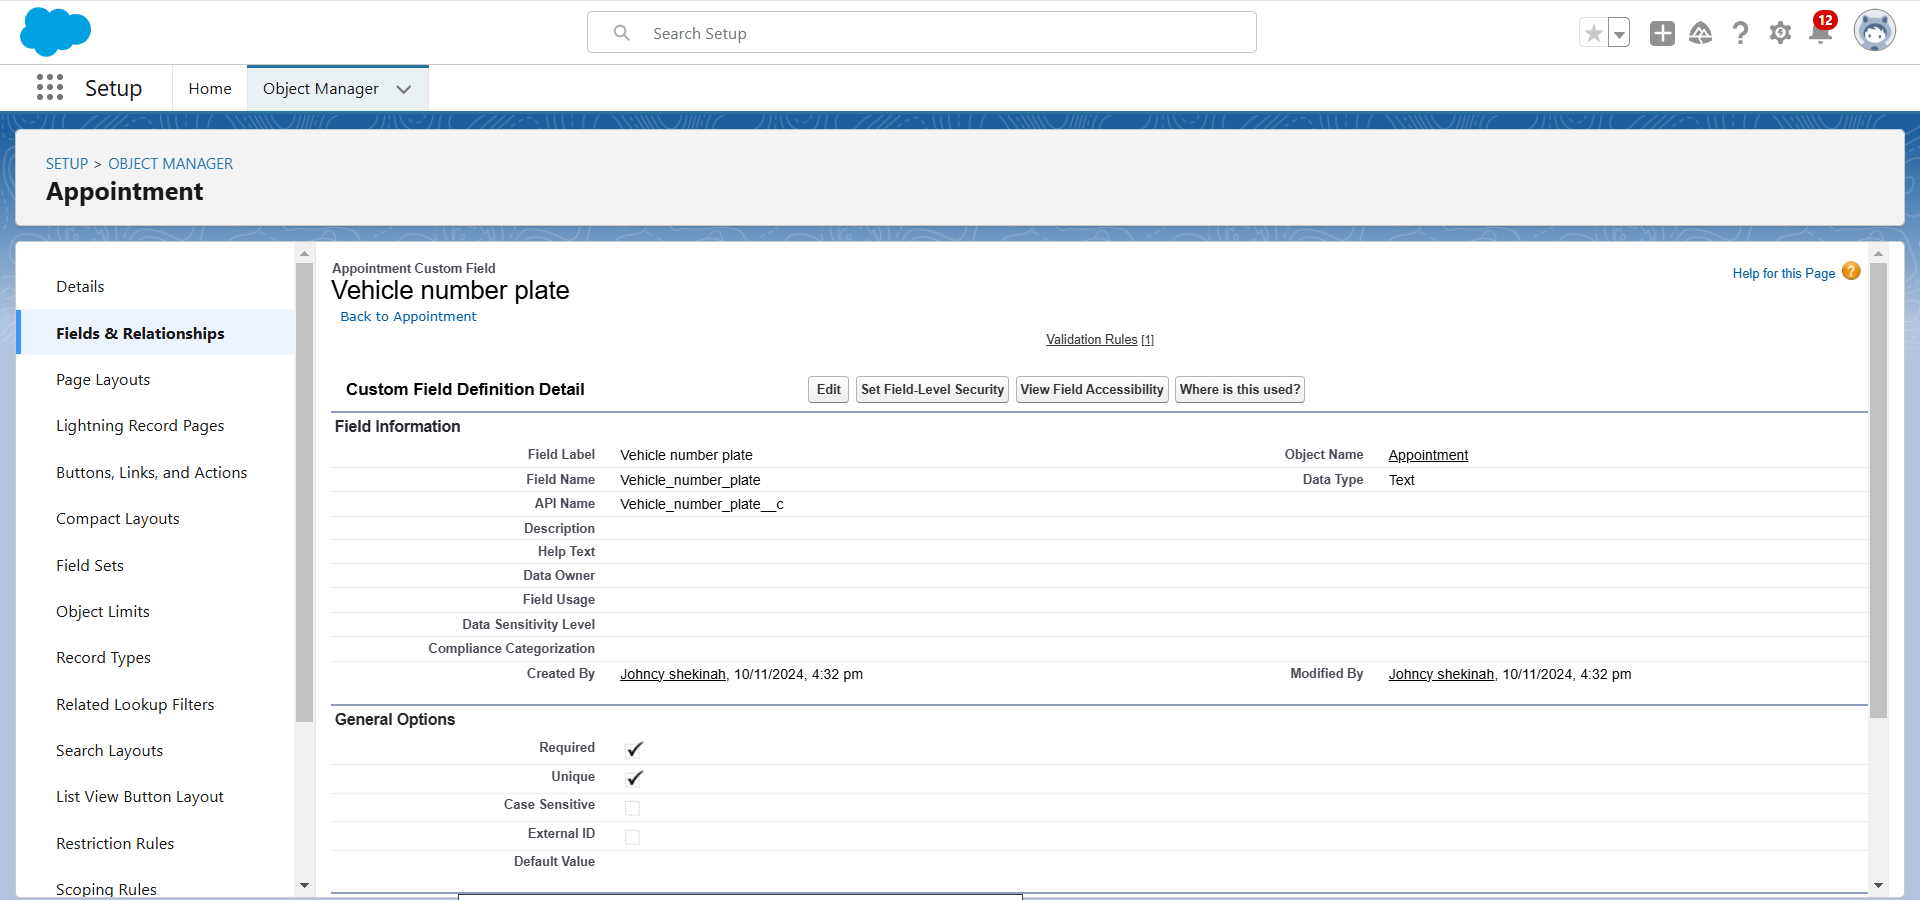 Search Setup
12
Setup
Home
Object Manager
SETUP > OBJECT MANAGER
Appointment
Details
Fields & Relationships
Page Layouts
Lightning Record Pages
Buttons, Links, and Actions
Compact Layouts
Field Sets
Object Limits
Record Types
Related Lookup Filters
Search Layouts
List View Button Layout
Restriction Rules
Scoping Rules
Appointment Custom Field
Vehicle number plate
Back to Appointment
Help for this Page ?
Validation Rules [1]
Custom Field Definition Detail
Edit
Set Field-Level Security
View Field Accessibility
Where is this used?
Field Information
Field Label Vehicle number plate Object Name Appointment
Field Name Vehicle_number_plate Data Type Text
API Name Vehicle_number_plate__c
Description
Help Text
Data Owner
Field Usage
Data Sensitivity Level
Compliance Categorization
Created By Johncy shekinah, 10/11/2024, 4:32 pm Modified By Johncy shekinah, 10/11/2024, 4:32 pm
General Options
Required
Unique
Case Sensitive
External ID
Default Value